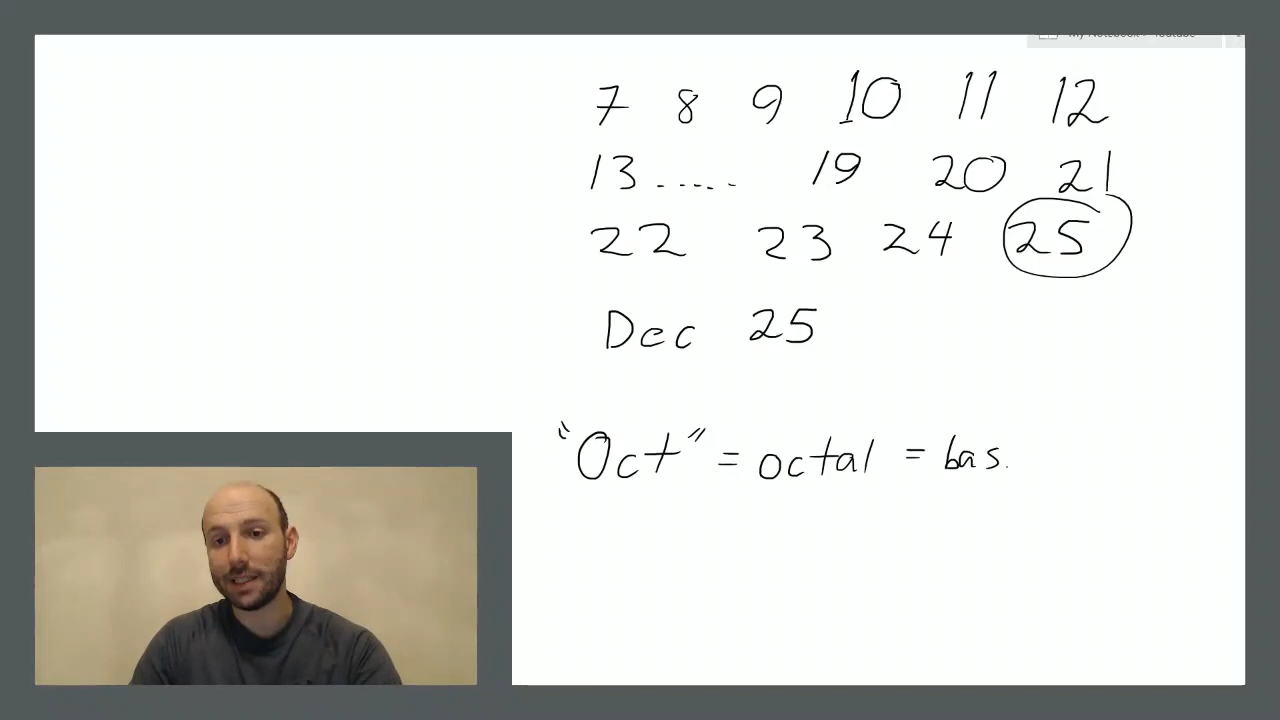 7 8 9 10 11 12
13 ..... 19 20 21
22 23 24 25
Dec 25
"Oct" = octal = bas